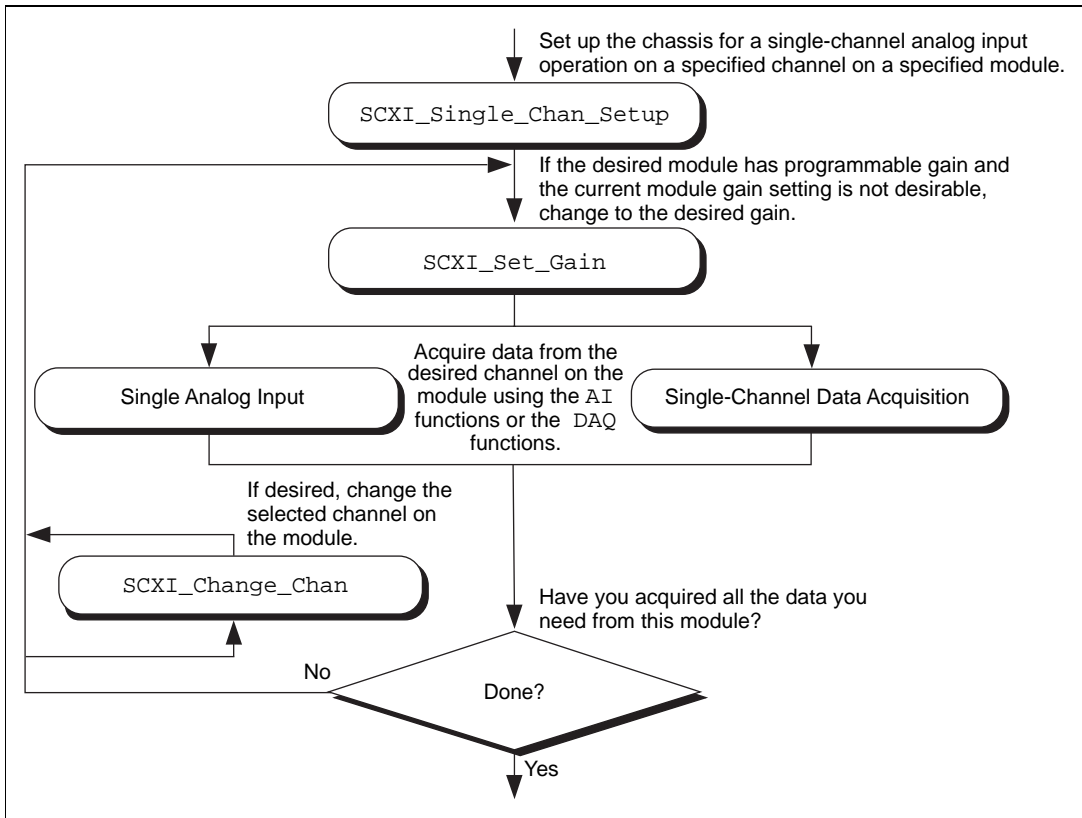 Set up the chassis for a single-channel analog input
operation on a specified channel on a specified module.
SCXI_Single_Chan_Setup
If the desired module has programmable gain and
the current module gain setting is not desirable,
change to the desired gain.
SCXI_Set_Gain
Single Analog Input
Acquire data from the
desired channel on the
module using the AI
functions or the DAQ
functions.
Single-Channel Data Acquisition
If desired, change the
selected channel on
the module.
SCXI_Change_Chan
Have you acquired all the data you
need from this module?
No
Done?
Yes